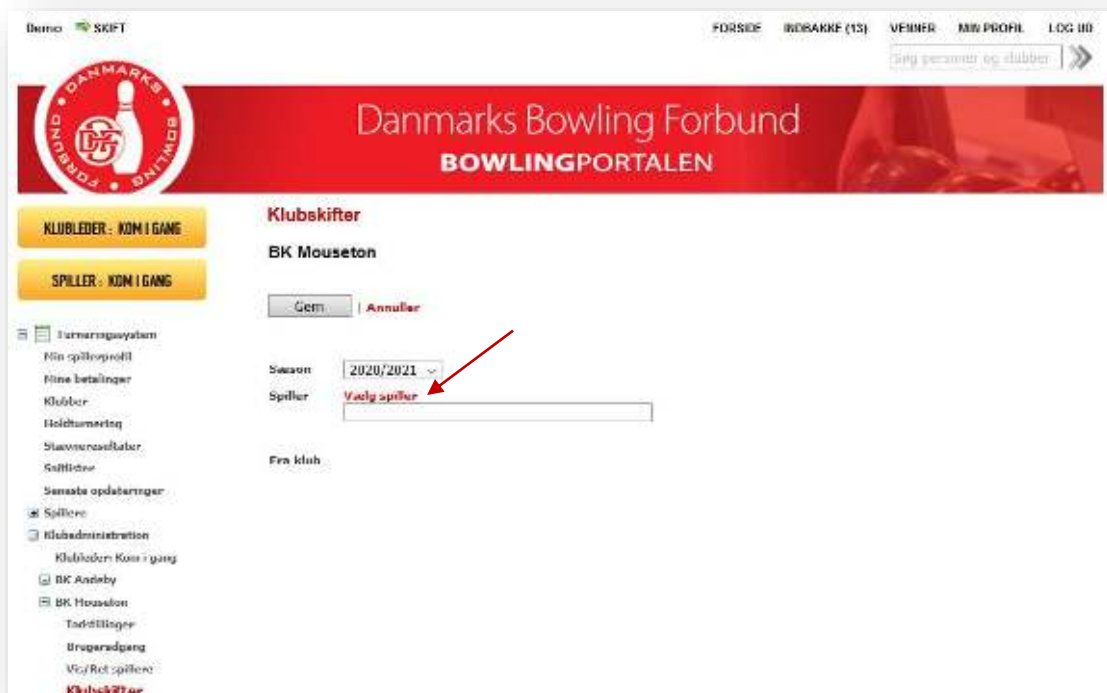 Demo SKIFT
FORSIDE INDBAKKE (13) VENNER MIN PROFIL LOG UD
Søg personer og klubber
DANMARKS BOWLING FORBUND
Danmarks Bowling Forbund
BOWLINGPORTALEN
KLUBLEDER: KOM I GANG
SPILLER: KOM I GANG
Klubskifter
BK Mouseton
Gem | Annuller
Sæson 2020/2021
Spiller Vælg spiller
Fra klub
Turneringssystem
Min spillerprofil
Mine betalinger
Klubber
Holdturnering
Stævneresultater
Snitlister
Seneste opdateringer
Spillere
Klubadministration
Klubleder: Kom i gang
BK Andeby
BK Mouseton
Brugeradgang
Vis/Ret spillere
Klubskifter